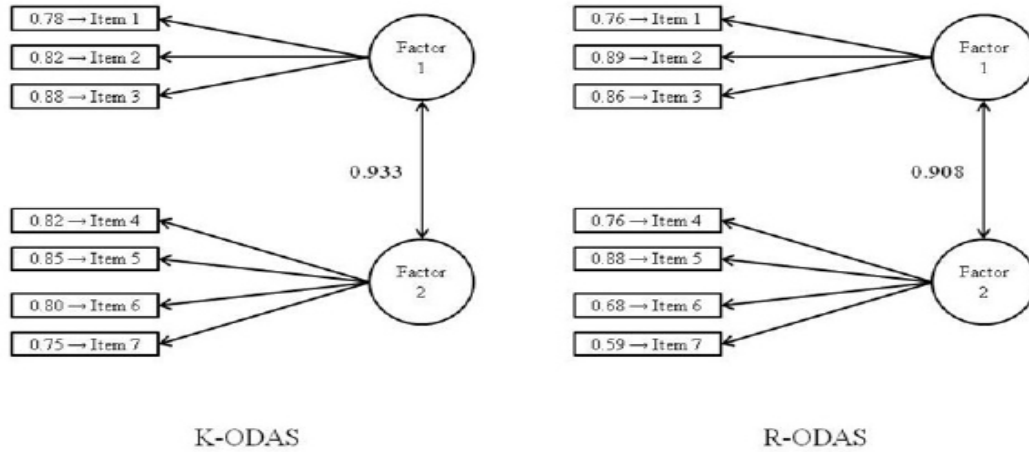 0.78 → Item 1
0.82 → Item 2
0.88 → Item 3
Factor
1
0.933
0.82 → Item 4
0.85 → Item 5
0.80 → Item 6
0.75 → Item 7
Factor
2
K-ODAS
0.76 → Item 1
0.89 → Item 2
0.86 → Item 3
Factor
1
0.908
0.76 → Item 4
0.88 → Item 5
0.68 → Item 6
0.59 → Item 7
Factor
2
R-ODAS